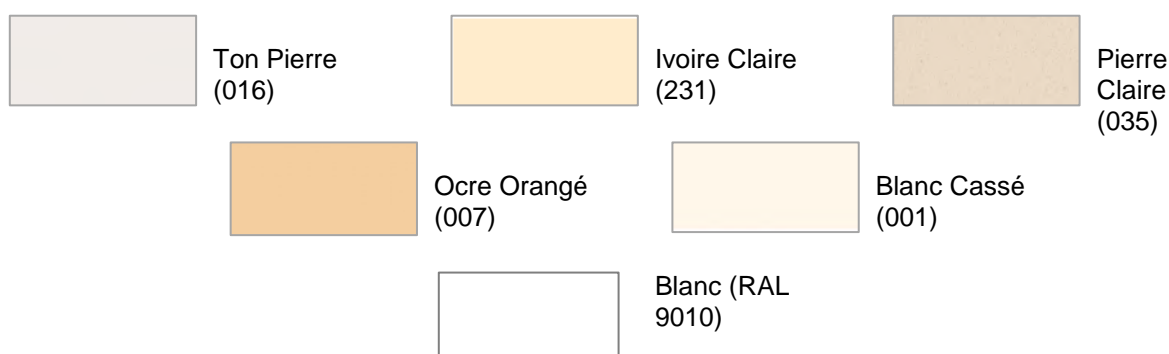 Ton Pierre
(016)
Ivoire Claire
(231)
Pierre
Claire
(035)
Ocre Orangé
(007)
Blanc Cassé
(001)
Blanc (RAL
9010)